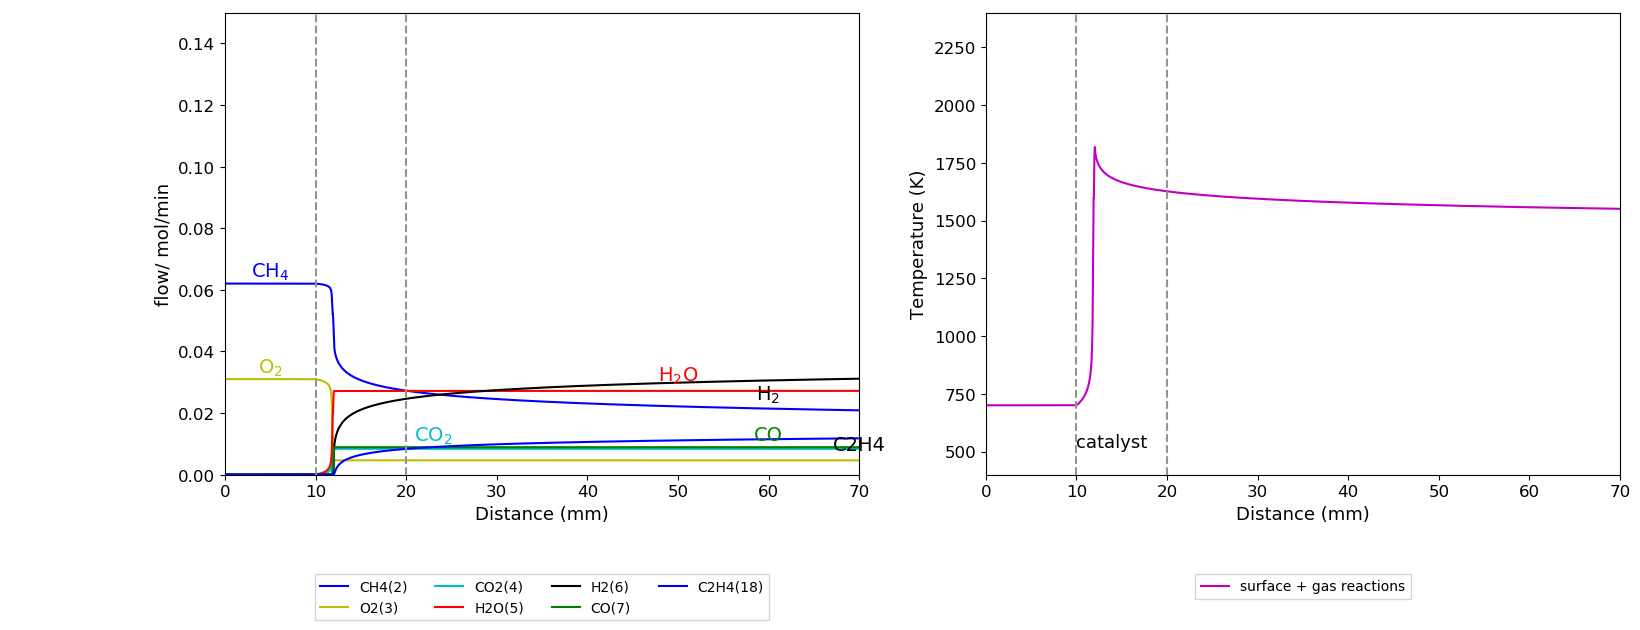 0.14
0.12
0.10
0.08
0.06
0.04
0.02
0.00
flow/ mol/min
CH₄
O₂
H₂O
H₂
CO₂
CO
C2H4
0 10 20 30 40 50 60 70
Distance (mm)
CH4(2) CO2(4) H2(6) C2H4(18)
O2(3) H2O(5) CO(7)
2250
2000
1750
1500
1250
1000
750
500
Temperature (K)
catalyst
0 10 20 30 40 50 60 70
Distance (mm)
surface + gas reactions